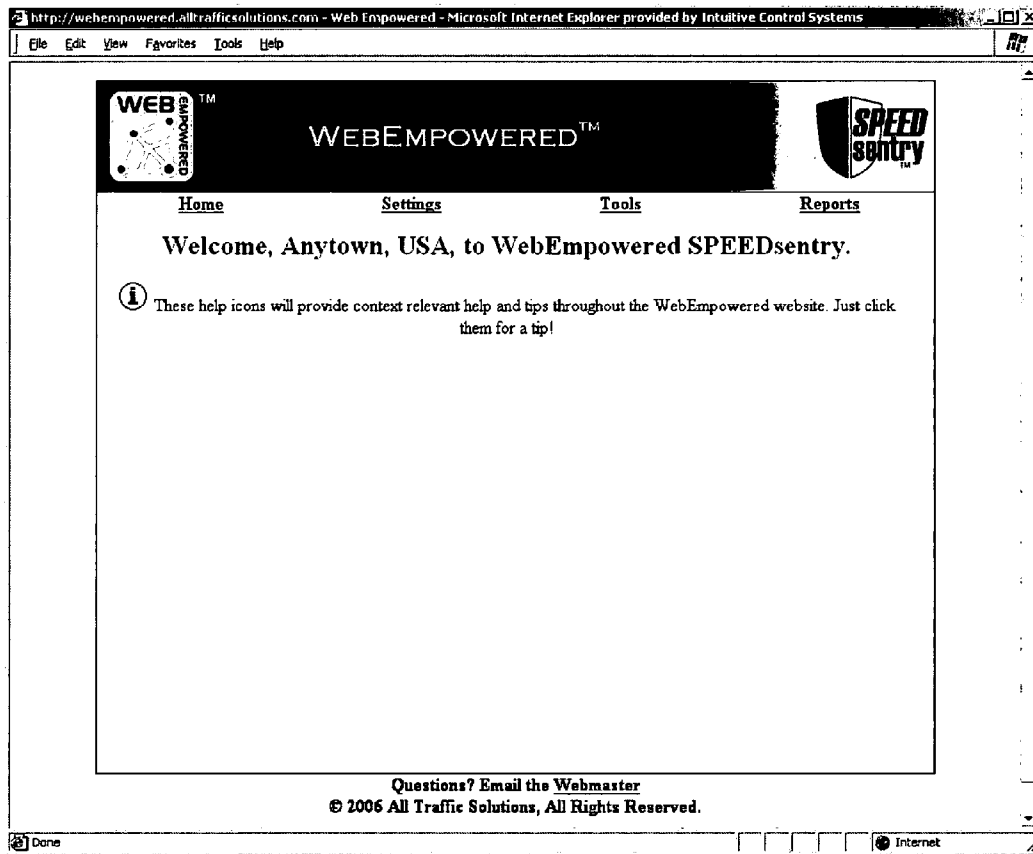 http://webempowered.alltrafficsolutions.com - Web Empowered - Microsoft Internet Explorer provided by Intuitive Control Systems
File Edit View Favorites Tools Help
WEB EMPOWERED TM
WEBEMPOWERED™
SPEED sentry TM
Home Settings Tools Reports
Welcome, Anytown, USA, to WebEmpowered SPEEDsentry.
i These help icons will provide context relevant help and tips throughout the WebEmpowered website. Just click
them for a tip!
Questions? Email the Webmaster
© 2006 All Traffic Solutions, All Rights Reserved.
Done Internet